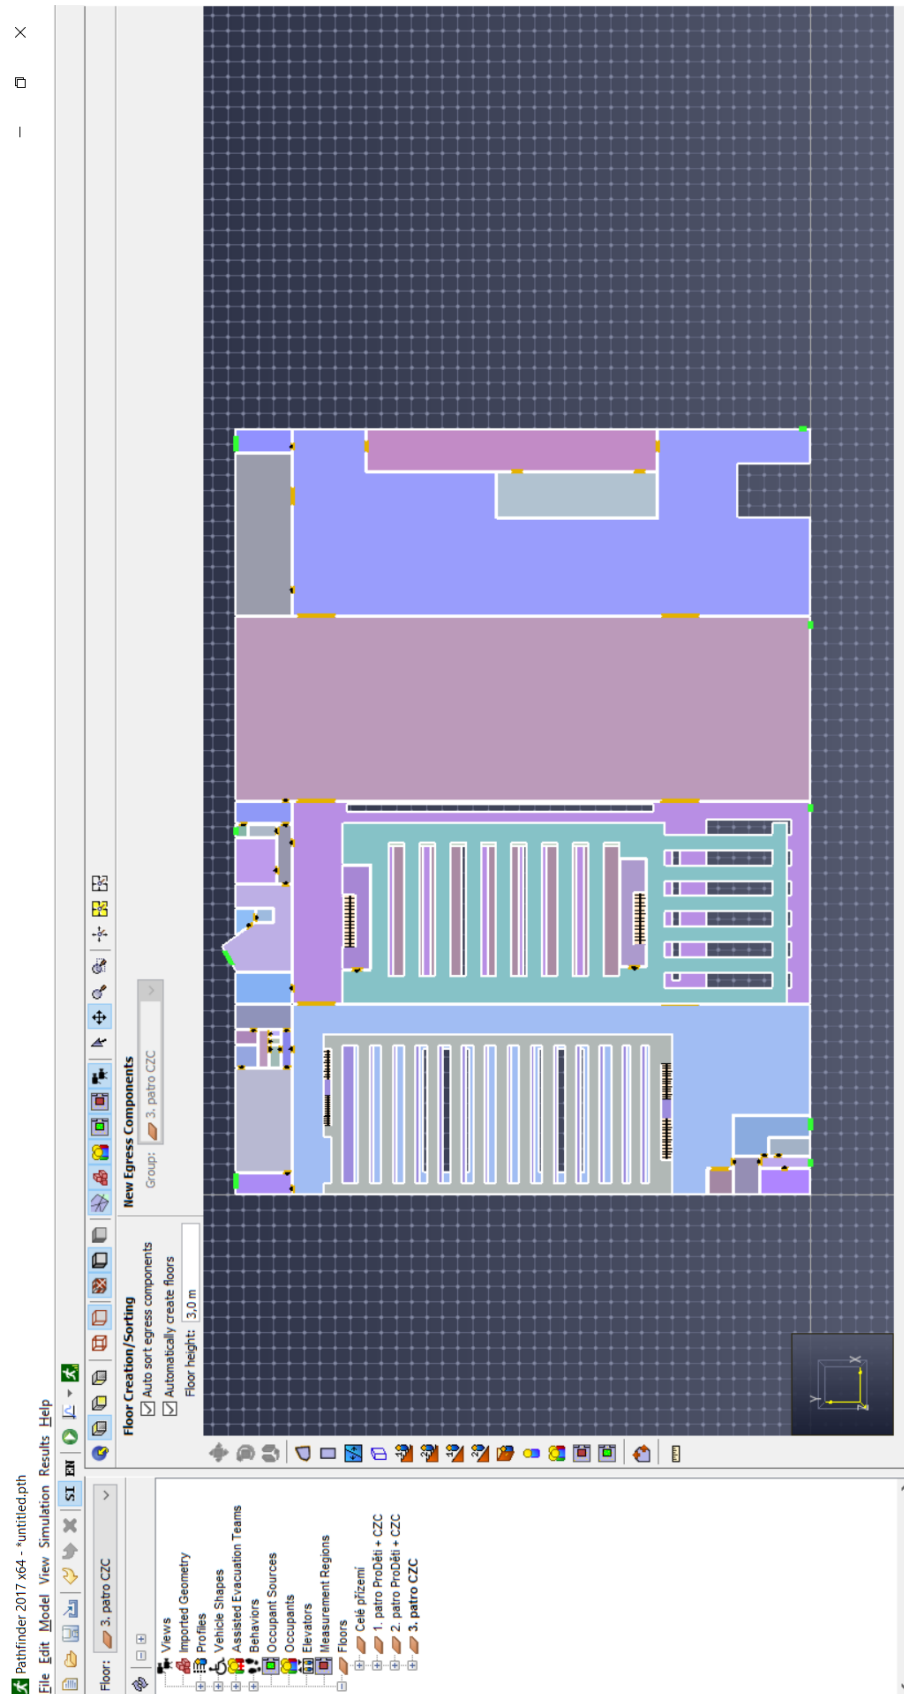 Pathfinder 2017 x64 - *untitled.pth
File Edit Model View Simulation Results Help
SI EN
Floor: 3. patro CZC
Floor Creation/Sorting
Auto sort egress components
Automatically create floors
Floor height: 3,0 m
New Egress Components
Group: 3. patro CZC
Views
Imported Geometry
Profiles
Vehicle Shapes
Assisted Evacuation Teams
Behaviors
Occupant Sources
Occupants
Elevators
Measurement Regions
Floors
Celé přízemí
1. patro ProDěti + CZC
2. patro ProDěti + CZC
3. patro CZC
Y
X
Z